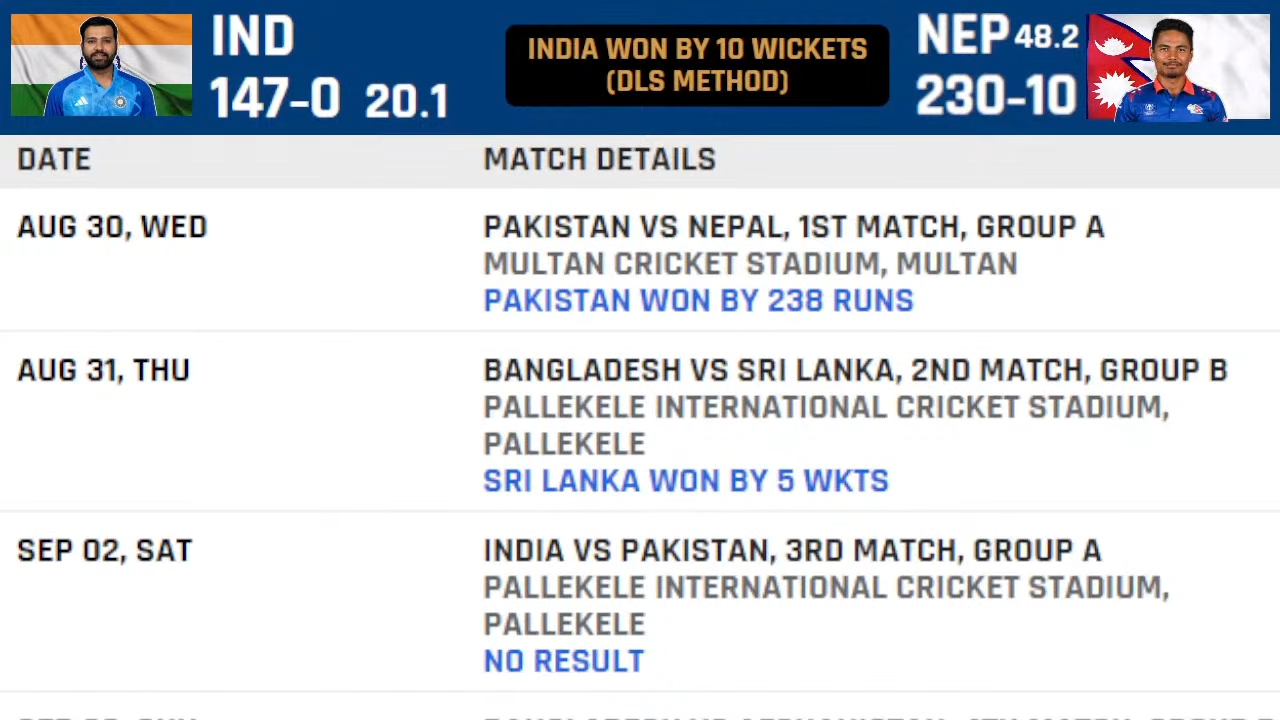 IND
147-0 20.1
INDIA WON BY 10 WICKETS
(DLS METHOD)
NEP 48.2
230-10
DATE MATCH DETAILS
AUG 30, WED
PAKISTAN VS NEPAL, 1ST MATCH, GROUP A
MULTAN CRICKET STADIUM, MULTAN
PAKISTAN WON BY 238 RUNS
AUG 31, THU
BANGLADESH VS SRI LANKA, 2ND MATCH, GROUP B
PALLEKELE INTERNATIONAL CRICKET STADIUM,
PALLEKELE
SRI LANKA WON BY 5 WKTS
SEP 02, SAT
INDIA VS PAKISTAN, 3RD MATCH, GROUP A
PALLEKELE INTERNATIONAL CRICKET STADIUM,
PALLEKELE
NO RESULT